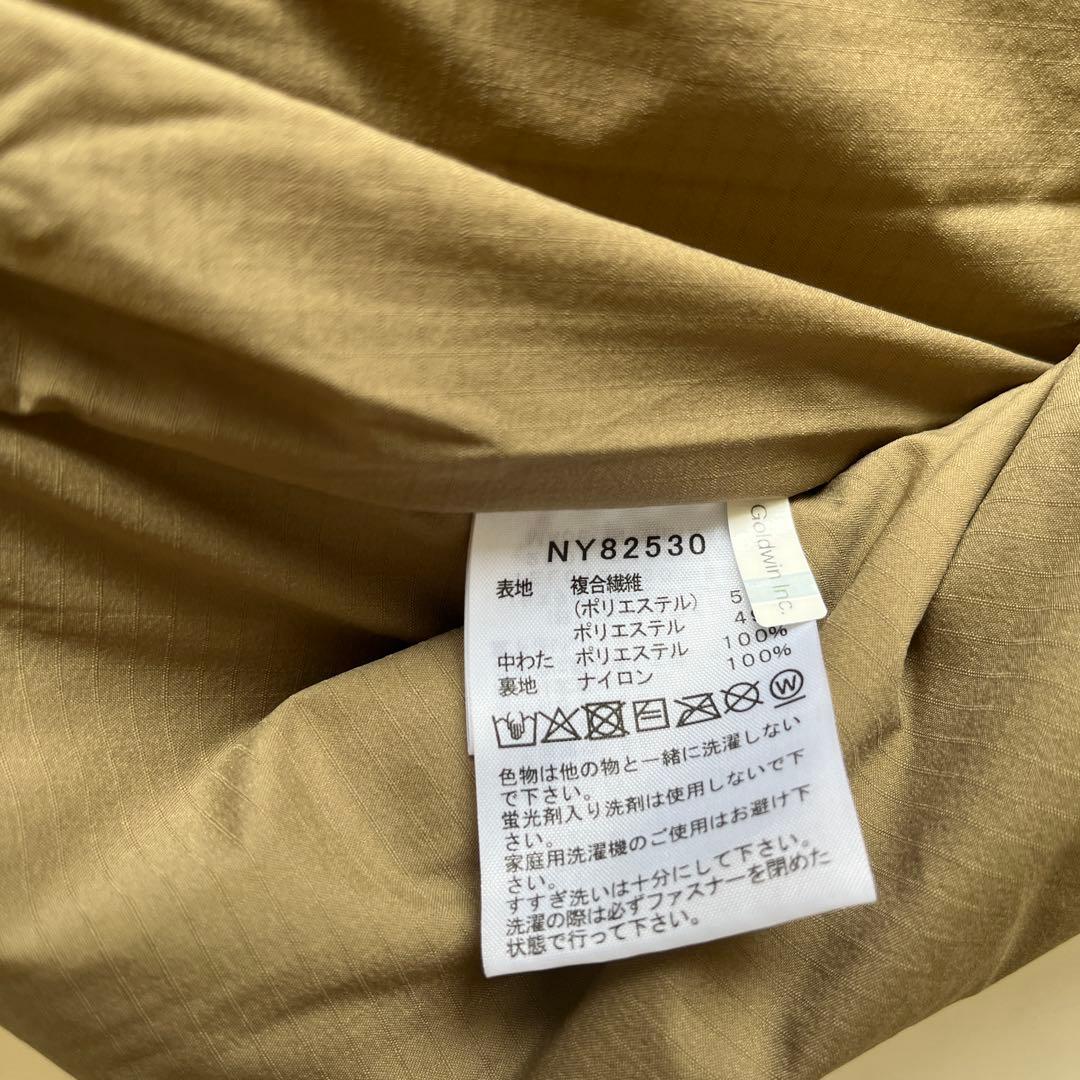 NY82530
Goldwin Inc.
表地 複合繊維
(ポリエステル)
ポリエステル
中わた ポリエステル 100%
裏地 ナイロン 100%
W
色物は他の物と一緒に洗濯しない
で下さい。
蛍光剤入り洗剤は使用しないで下
さい。
家庭用洗濯機のご使用はお避け下
さい。
すすぎ洗いは十分にして下さい。
洗濯の際は必ずファスナーを閉めた
状態で行って下さい。